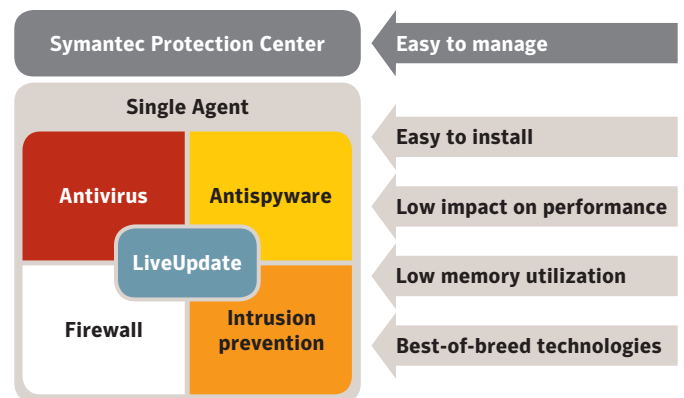 Symantec Protection Center
Easy to manage
Single Agent
Easy to install
Antivirus
Antispyware
Low impact on performance
LiveUpdate
Low memory utilization
Firewall
Intrusion
prevention
Best-of-breed technologies